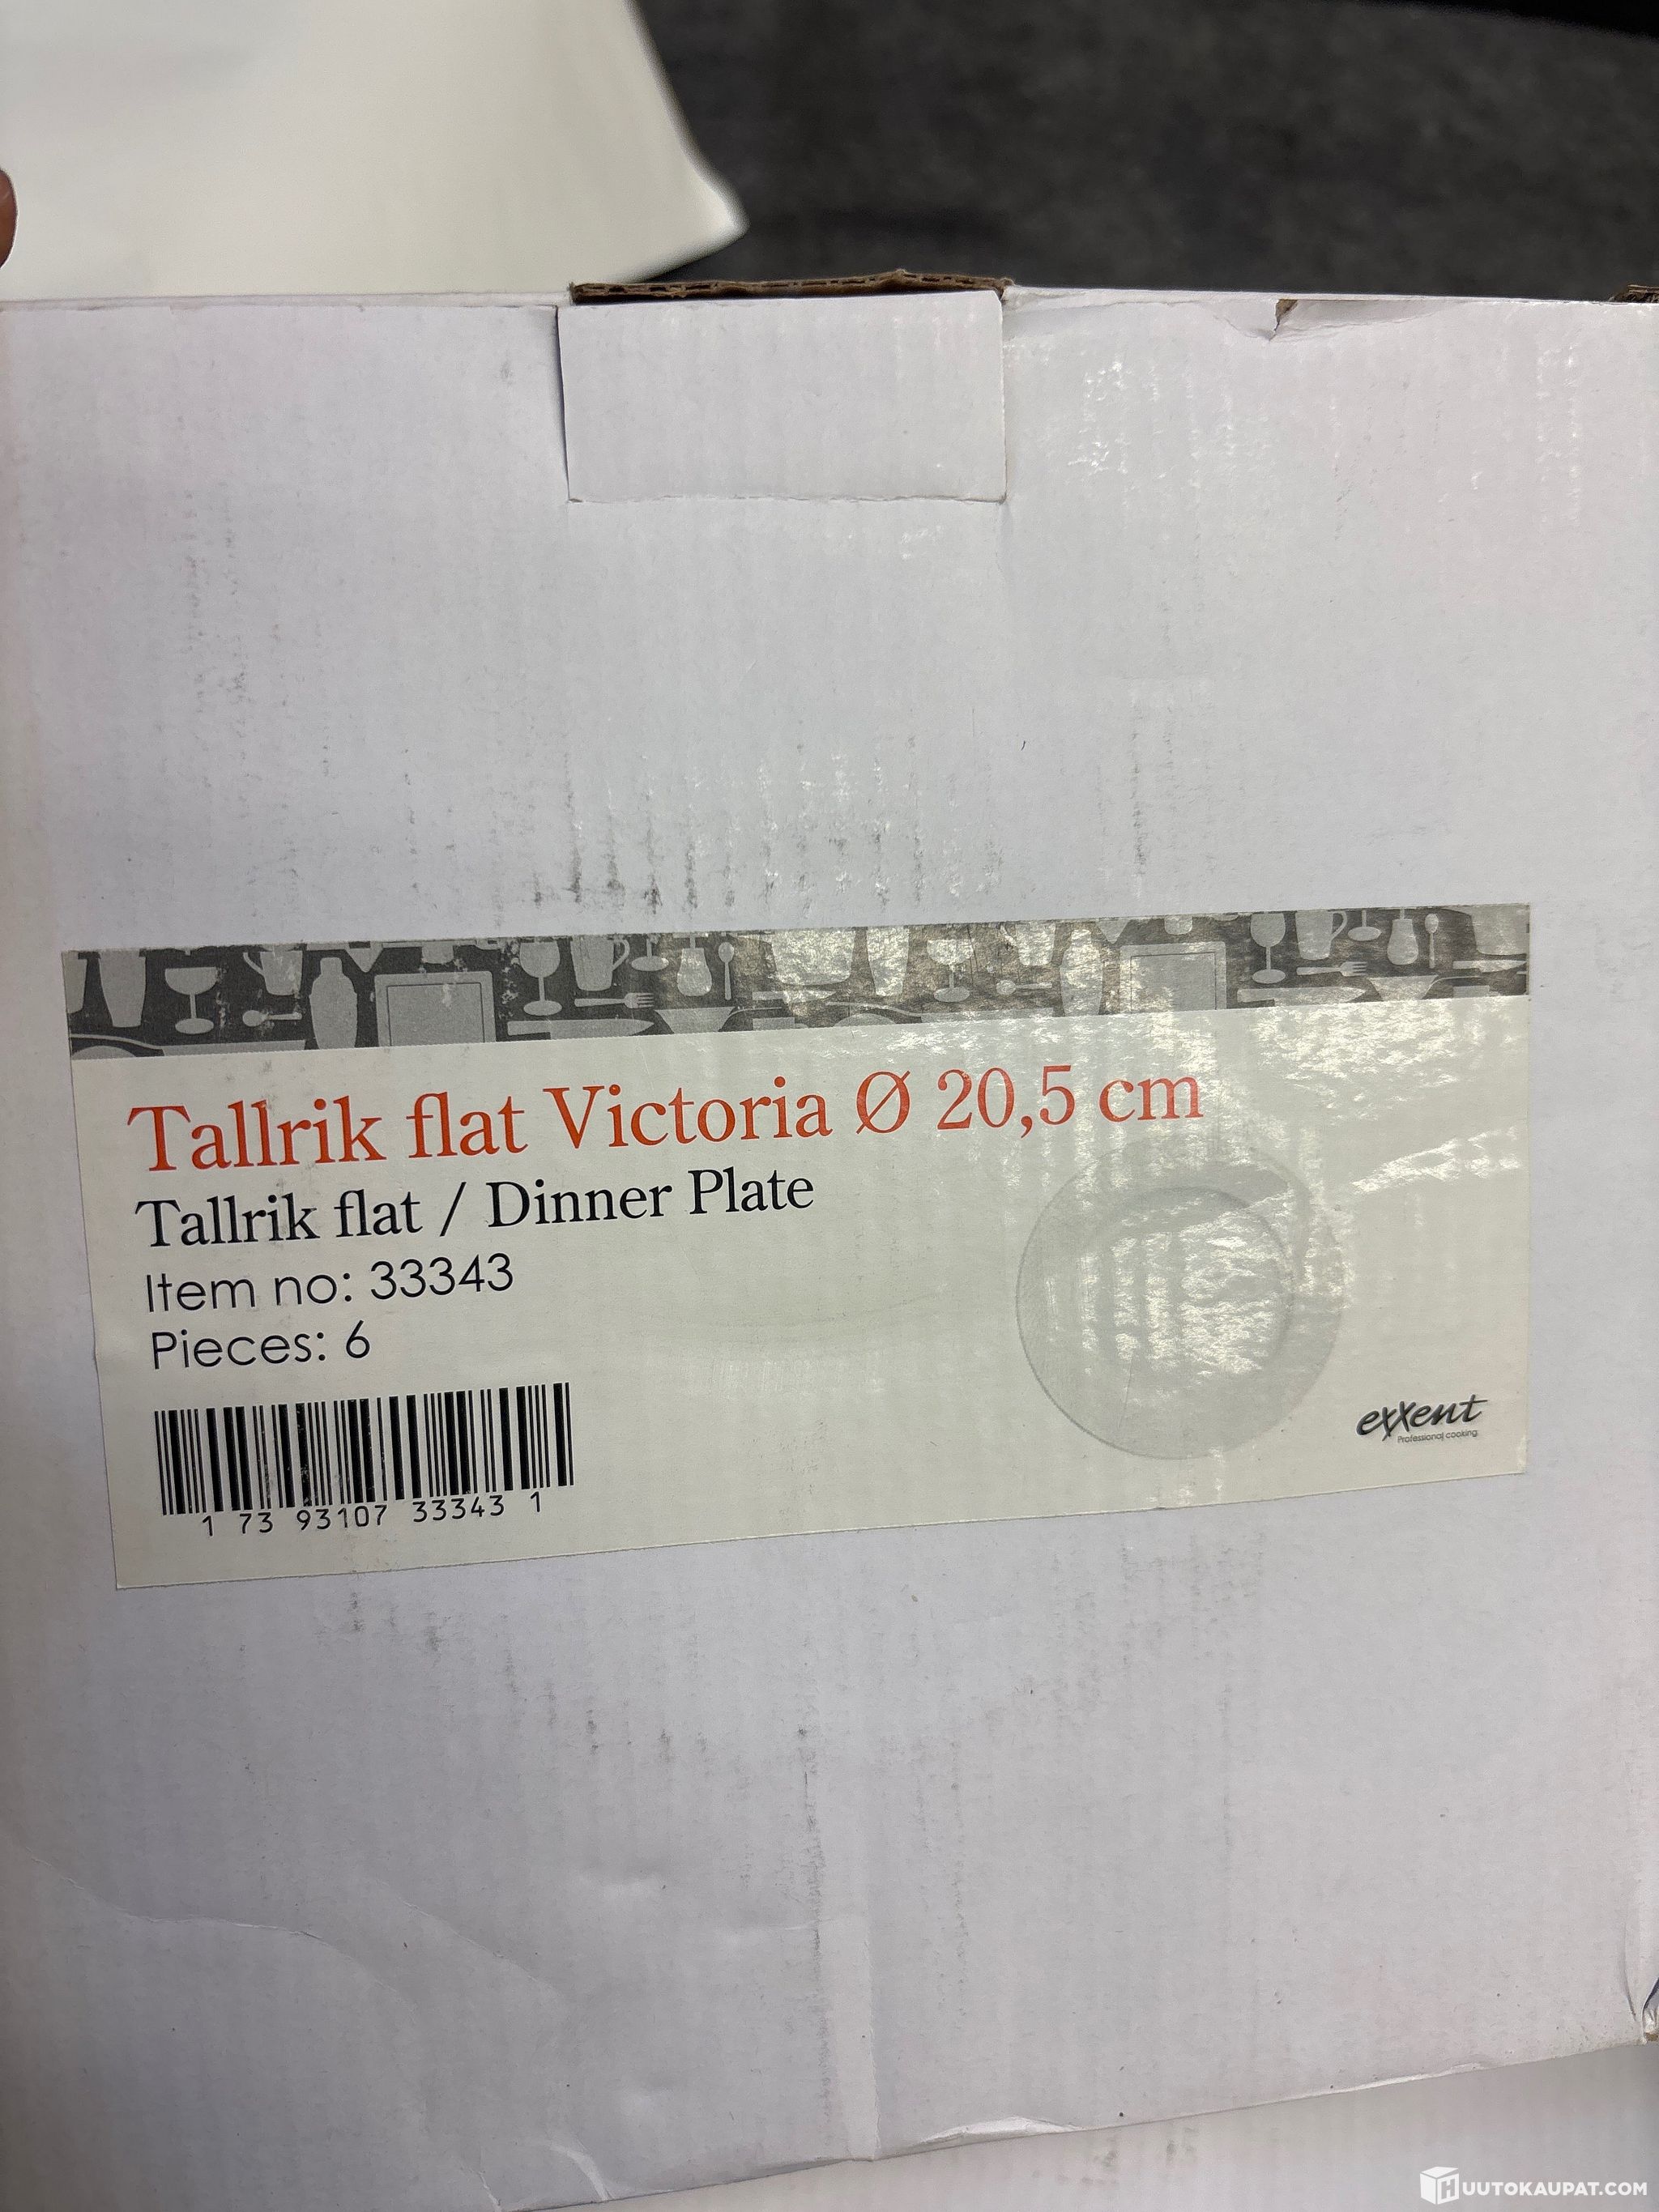 Tallrik flat Victoria Ø 20,5 cm
Tallrik flat / Dinner Plate
Item no: 33343
Pieces: 6
1 73 93107 33343 1
exxent
Professional cooking
HUUTOKAUPAT.COM